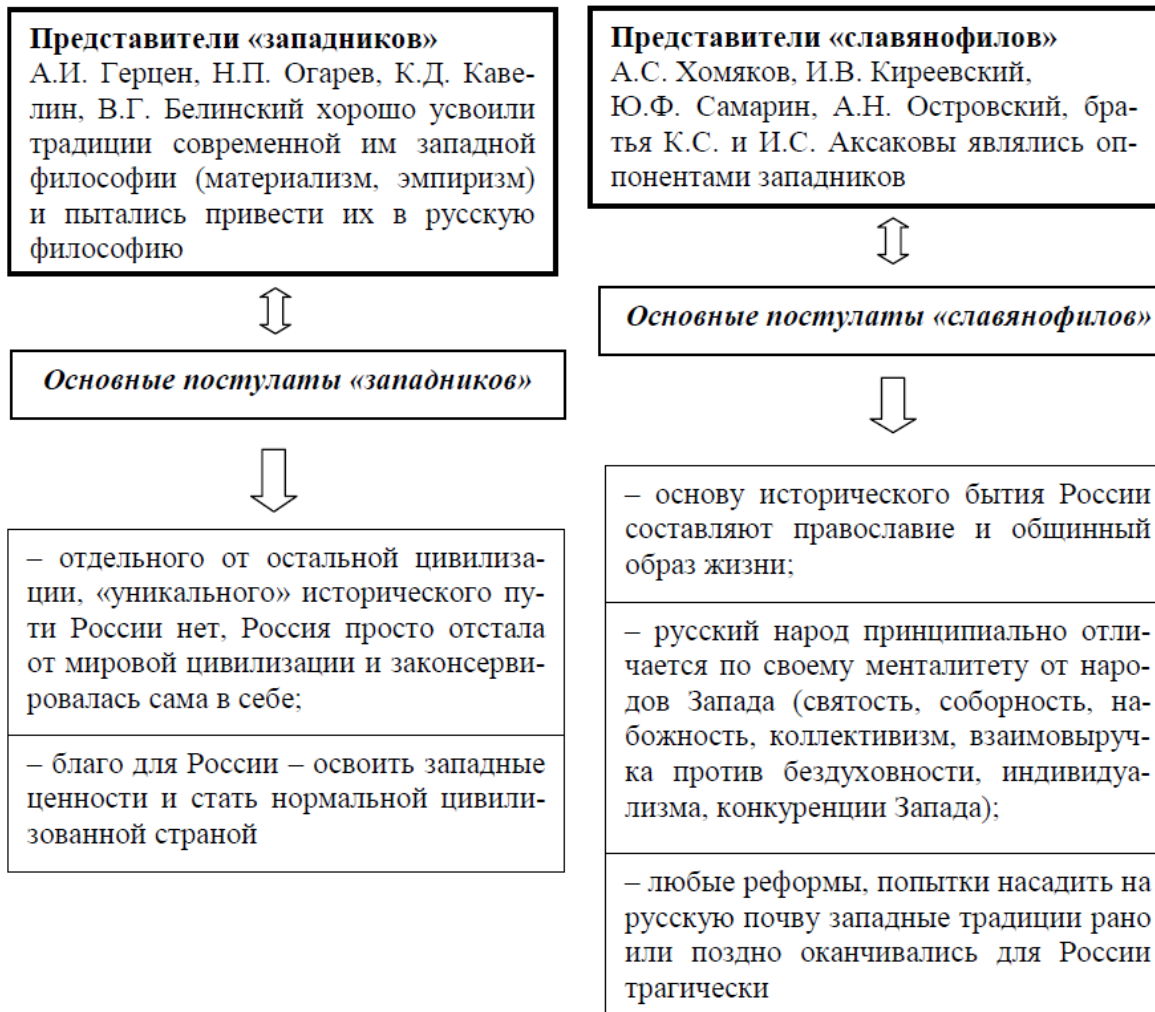 Представители «западников»
А.И. Герцен, Н.П. Огарев, К.Д. Каве-
лин, В.Г. Белинский хорошо усвоили
традиции современной им западной
философии (материализм, эмпиризм)
и пытались привести их в русскую
философию
Основные постулаты «западников»
– отдельного от остальной цивилиза-
ции, «уникального» исторического пу-
ти России нет, Россия просто отстала
от мировой цивилизации и законсерви-
ровалась сама в себе;
– благо для России – освоить западные
ценности и стать нормальной цивили-
зованной страной
Представители «славянофилов»
А.С. Хомяков, И.В. Киреевский,
Ю.Ф. Самарин, А.Н. Островский, бра-
тья К.С. и И.С. Аксаковы являлись оп-
понентами западников
Основные постулаты «славянофилов»
– основу исторического бытия России
составляют православие и общинный
образ жизни;
– русский народ принципиально отли-
чается по своему менталитету от наро-
дов Запада (святость, соборность, на-
божность, коллективизм, взаимовыруч-
ка против бездуховности, индивидуа-
лизма, конкуренции Запада);
– любые реформы, попытки насадить на
русскую почву западные традиции рано
или поздно оканчивались для России
трагически